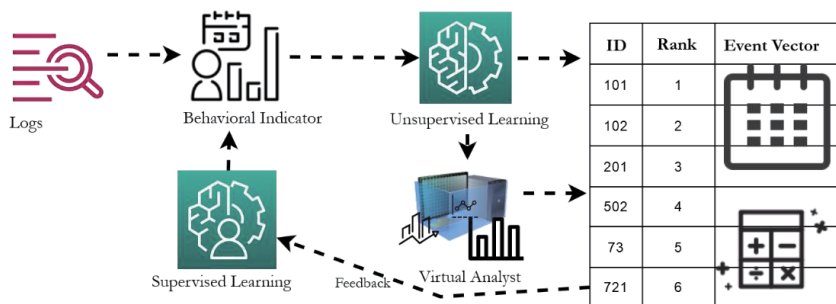 ID Rank Event Vector
101 1
102 2
201 3
502 4
73 5
721 6
Logs
Behavioral Indicator
Unsupervised Learning
Supervised Learning
Feedback
Virtual Analyst